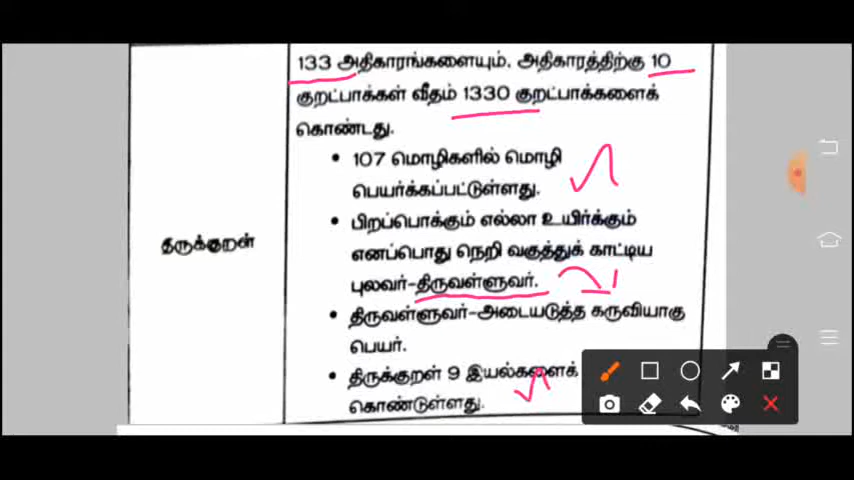 133 அதிகாரங்களையும், அதிகாரத்திற்கு 10
குறட்பாக்கள் வீதம் 1330 குறட்பாக்களைக்
கொண்டது.
• 107 மொழிகளில் மொழி
பெயர்க்கப்பட்டுள்ளது.
• பிறப்பொக்கும் எல்லா உயிர்க்கும்
எனப்பொது நெறி வகுத்துக் காட்டிய
திருக்குறள்
புலவர்-திருவள்ளுவர்.
• திருவள்ளுவர்-அடையடுத்த கருவியாகு
பெயர்.
• திருக்குறள் 9 இயல்களைக்
கொண்டுள்ளது.